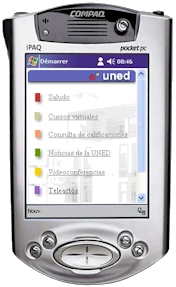 COMPAQ
iPAQ pocket pc
Démarrer 08:46
uned
Saludo
Cursos virtuales
Consulta de calificaciones
Noticias de la UNED
Videoconferencias
Teleactos
Nouv.